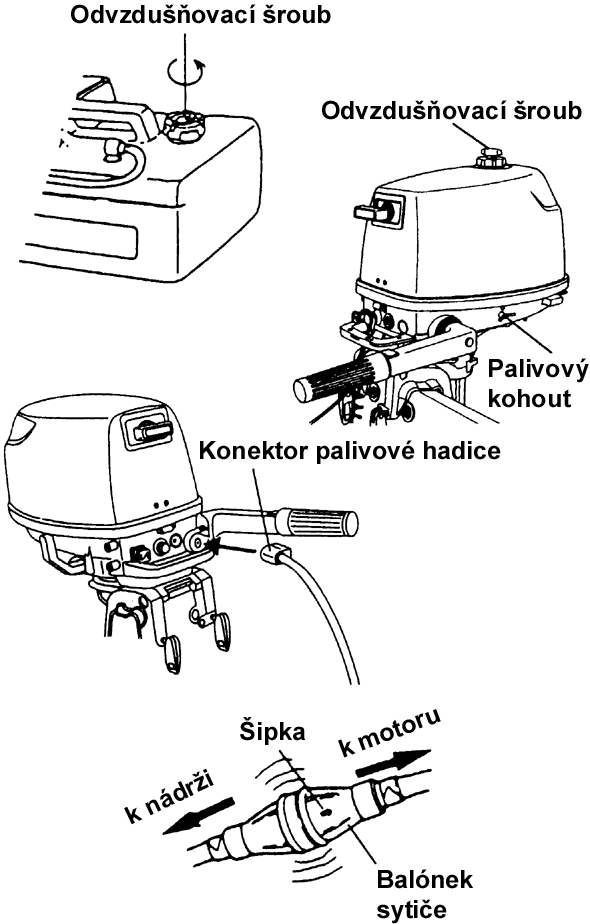 Odvzdušňovací šroub
Odvzdušňovací šroub
Palivový
kohout
Konektor palivové hadice
Šipka
k motoru
k nádrži
Balónek
sytiče